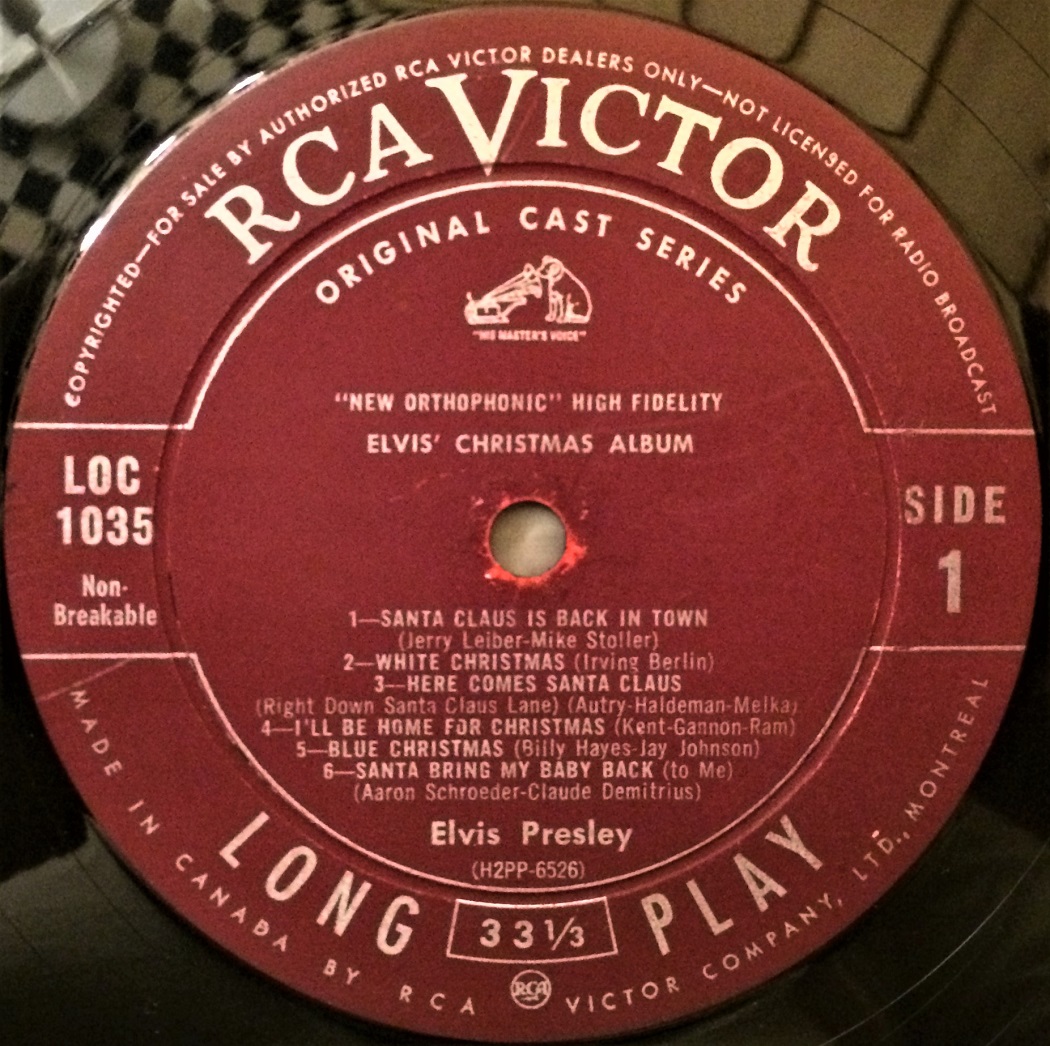 COPYRIGHTED—FOR SALE BY AUTHORIZED RCA VICTOR DEALERS ONLY—NOT LICENSED FOR RADIO BROADCAST
RCA VICTOR
ORIGINAL CAST SERIES
"HIS MASTER'S VOICE"
"NEW ORTHOPHONIC" HIGH FIDELITY
ELVIS' CHRISTMAS ALBUM
LOC
1035
Non-
Breakable
SIDE
1
1—SANTA CLAUS IS BACK IN TOWN
(Jerry Leiber-Mike Stoller)
2—WHITE CHRISTMAS (Irving Berlin)
3—HERE COMES SANTA CLAUS
(Right Down Santa Claus Lane) (Autry-Haldeman-Melka)
4—I'LL BE HOME FOR CHRISTMAS (Kent-Gannon-Ram)
5—BLUE CHRISTMAS (Billy Hayes-Jay Johnson)
6—SANTA BRING MY BABY BACK (to Me)
(Aaron Schroeder-Claude Demitrius)
Elvis Presley
(H2PP-6526)
LONG 33⅓ PLAY
MADE IN CANADA BY RCA RCA VICTOR COMPANY, LTD., MONTREAL